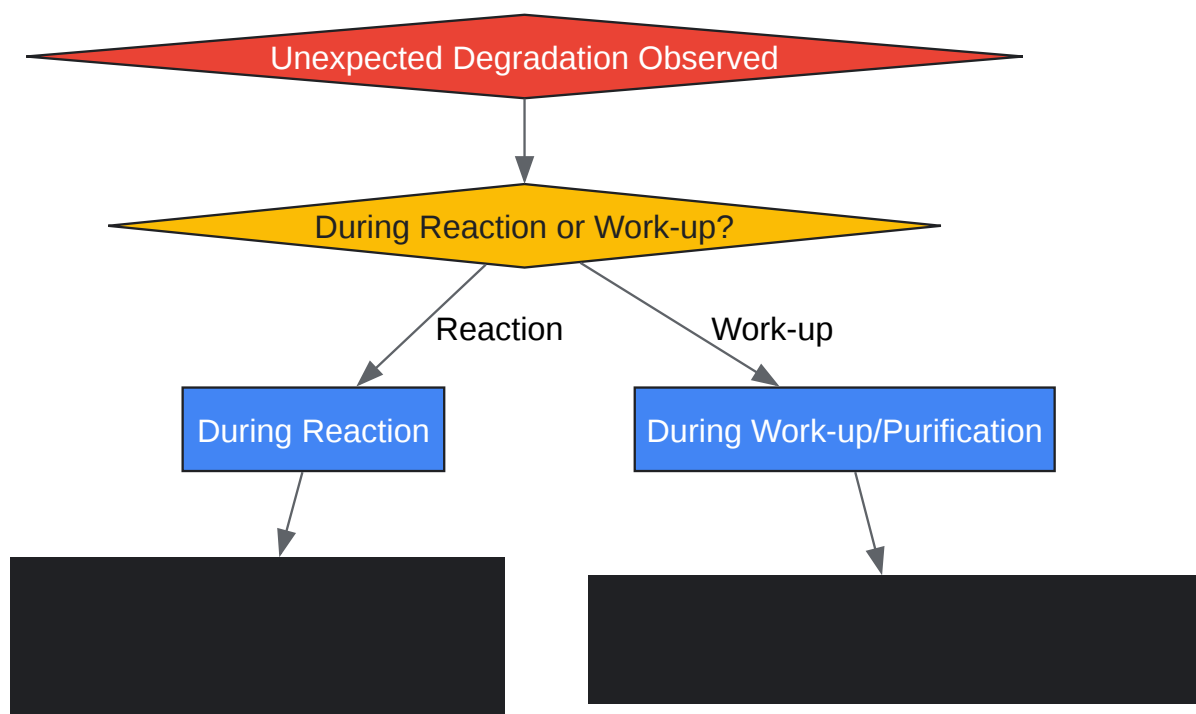 Unexpected Degradation Observed
During Reaction or Work-up?
Reaction
Work-up
During Reaction
During Work-up/Purification